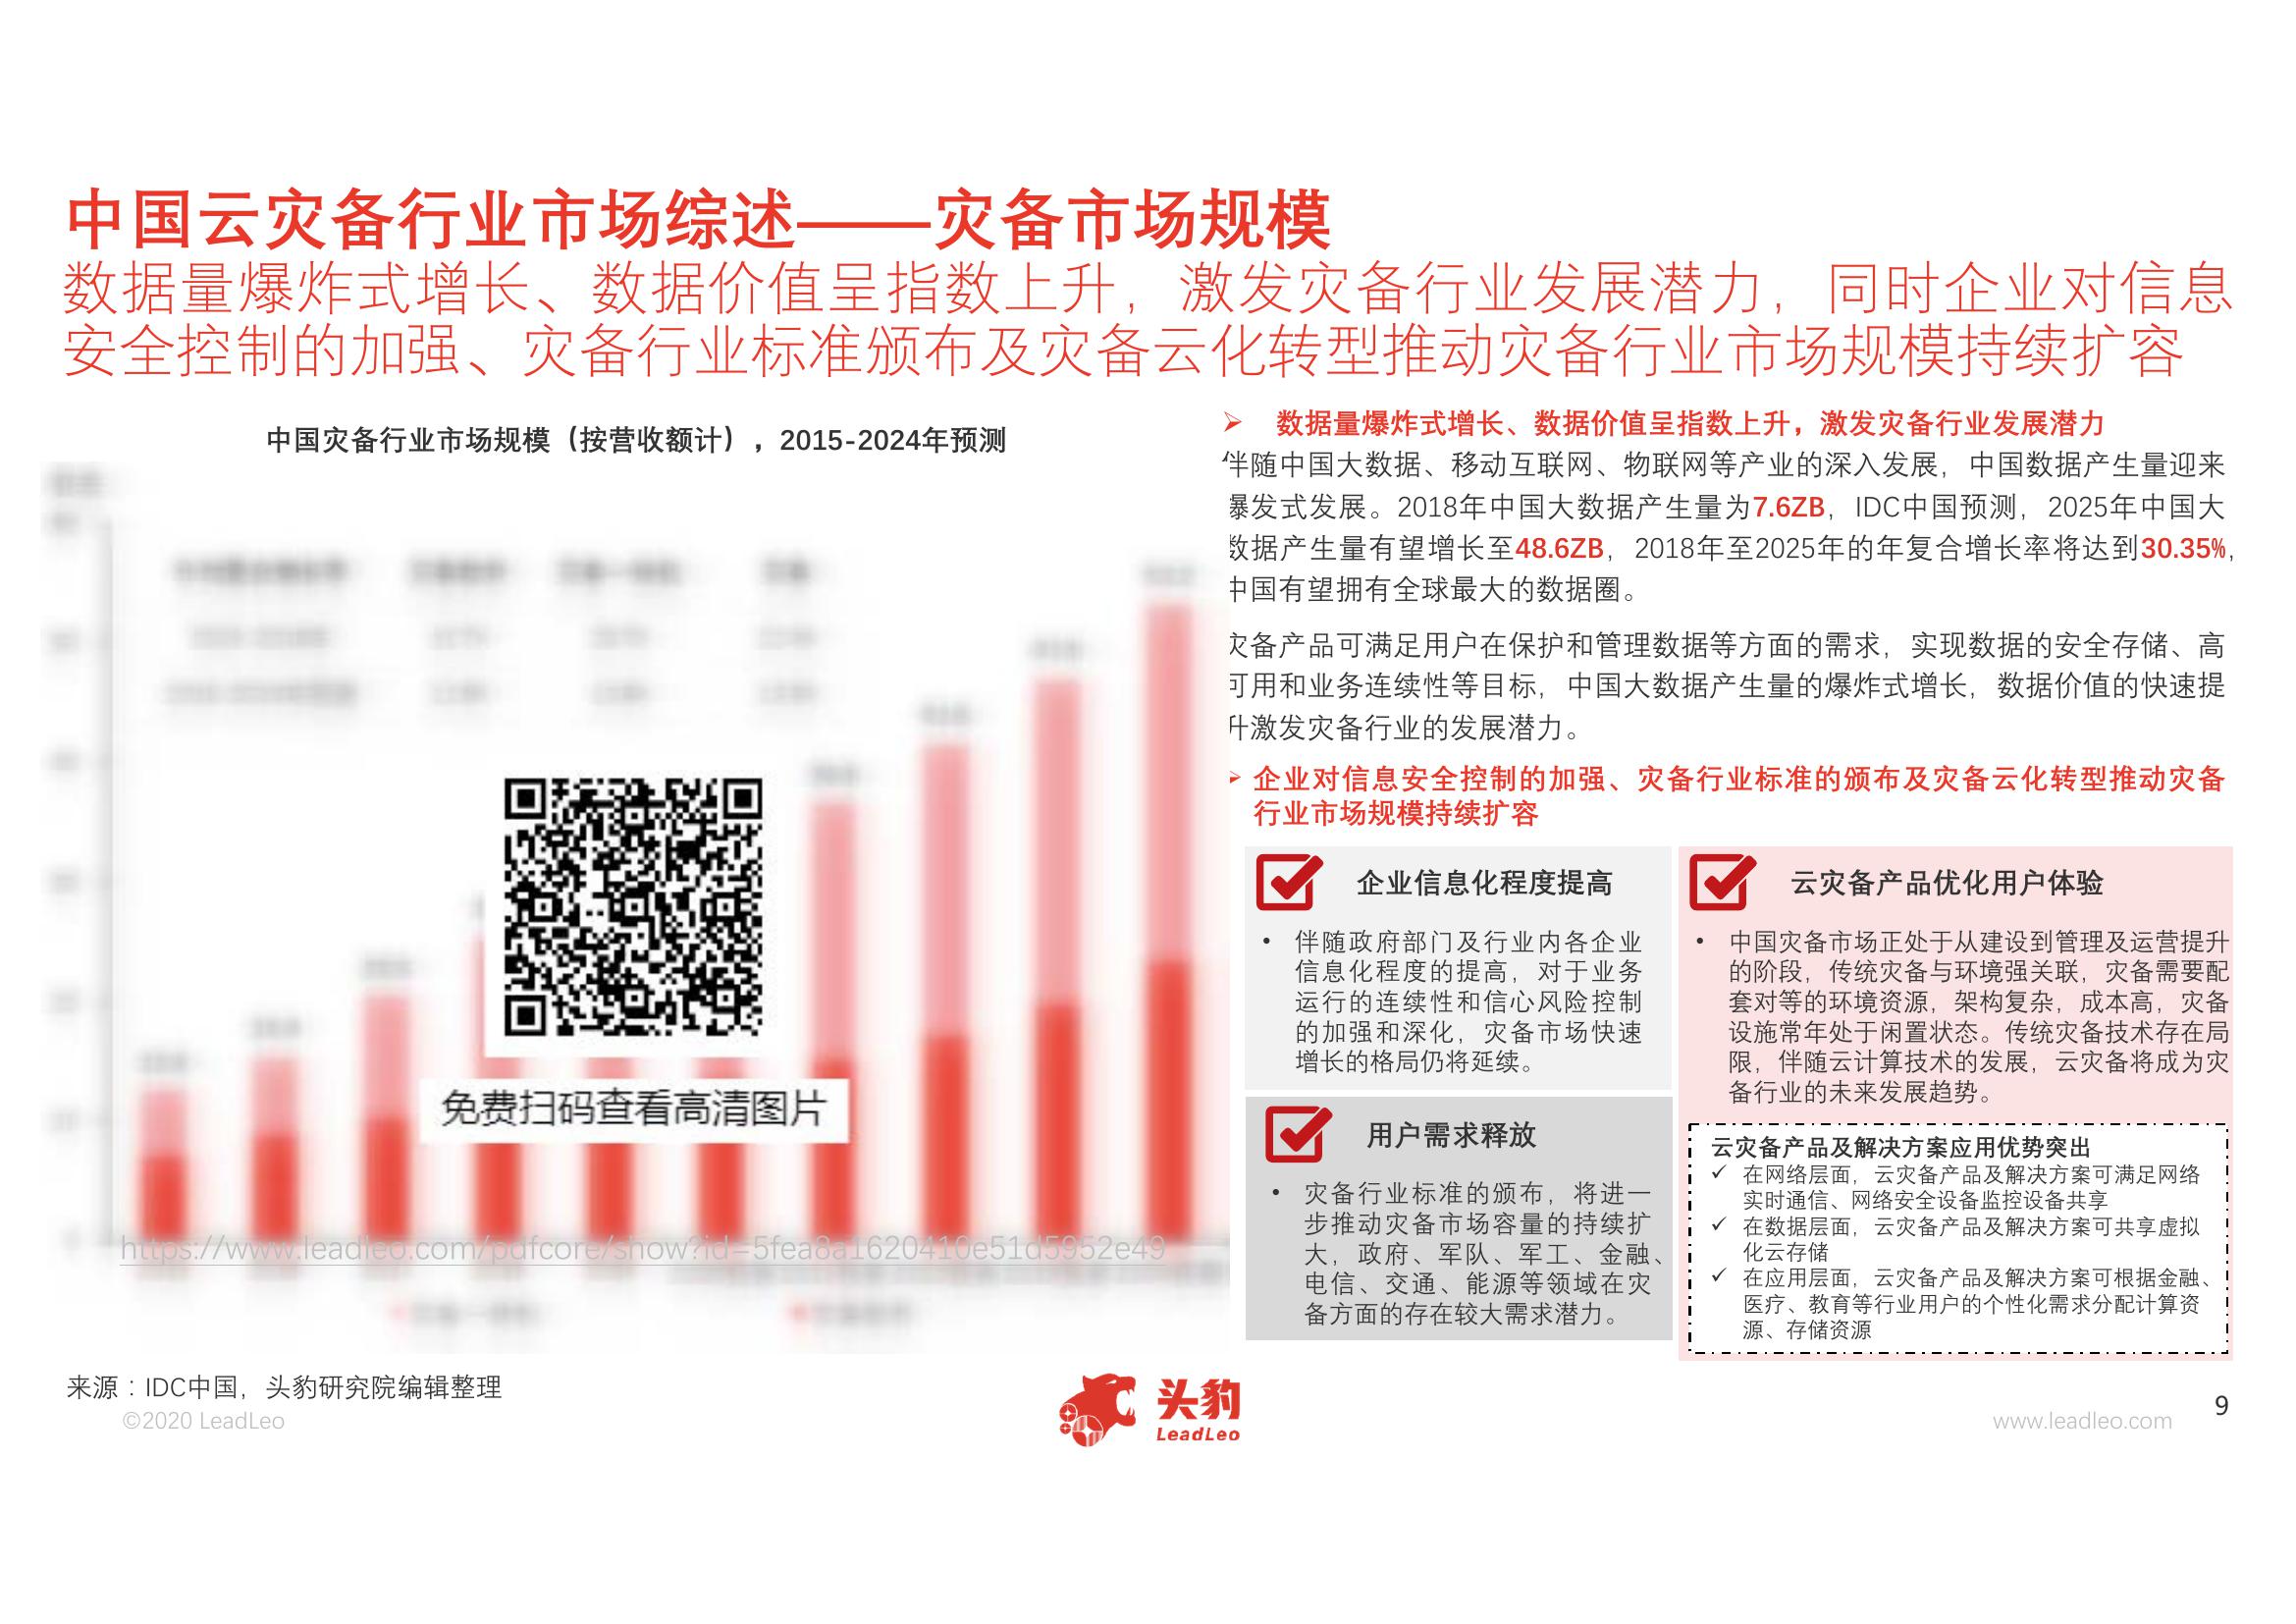 中国云灾备行业市场综述——灾备市场规模
数据量爆炸式增长、数据价值呈指数上升，激发灾备行业发展潜力，同时企业对信息
安全控制的加强、灾备行业标准颁布及灾备云化转型推动灾备行业市场规模持续扩容
中国灾备行业市场规模（按营收额计），2015-2024年预测
免费扫码查看高清图片
https://www.leadleo.com/pdfcore/show?id=5fea8a1620410e51d5952e49
➢ 数据量爆炸式增长、数据价值呈指数上升，激发灾备行业发展潜力
伴随中国大数据、移动互联网、物联网等产业的深入发展，中国数据产生量迎来
爆发式发展。2018年中国大数据产生量为7.6ZB，IDC中国预测，2025年中国大
数据产生量有望增长至48.6ZB，2018年至2025年的年复合增长率将达到30.35%,
中国有望拥有全球最大的数据圈。
灾备产品可满足用户在保护和管理数据等方面的需求，实现数据的安全存储、高
可用和业务连续性等目标，中国大数据产生量的爆炸式增长，数据价值的快速提
升激发灾备行业的发展潜力。
➢ 企业对信息安全控制的加强、灾备行业标准的颁布及灾备云化转型推动灾备
行业市场规模持续扩容
企业信息化程度提高
• 伴随政府部门及行业内各企业
信息化程度的提高，对于业务
运行的连续性和信心风险控制
的加强和深化，灾备市场快速
增长的格局仍将延续。
用户需求释放
• 灾备行业标准的颁布，将进一
步推动灾备市场容量的持续扩
大，政府、军队、军工、金融、
电信、交通、能源等领域在灾
备方面的存在较大需求潜力。
云灾备产品优化用户体验
• 中国灾备市场正处于从建设到管理及运营提升
的阶段，传统灾备与环境强关联，灾备需要配
套对等的环境资源，架构复杂，成本高，灾备
设施常年处于闲置状态。传统灾备技术存在局
限，伴随云计算技术的发展，云灾备将成为灾
备行业的未来发展趋势。
云灾备产品及解决方案应用优势突出
✓ 在网络层面，云灾备产品及解决方案可满足网络
实时通信、网络安全设备监控设备共享
✓ 在数据层面，云灾备产品及解决方案可共享虚拟
化云存储
✓ 在应用层面，云灾备产品及解决方案可根据金融、
医疗、教育等行业用户的个性化需求分配计算资
源、存储资源
来源：IDC中国，头豹研究院编辑整理
©2020 LeadLeo
头豹
LeadLeo
www.leadleo.com
9